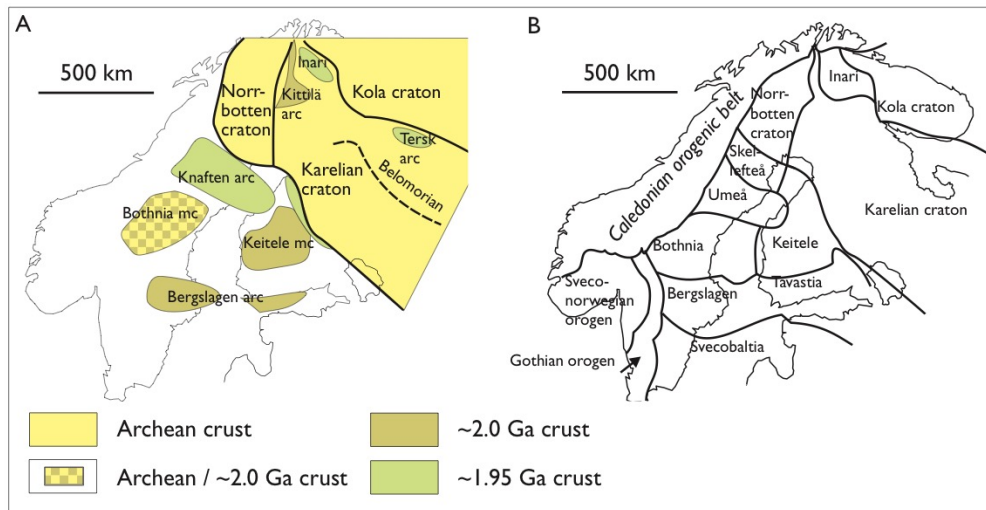 A
500 km
Norr-
botten
craton
Inari
Kittilä
arc
Kola craton
Tersk
arc
Karelian
craton
Belomorian
Knaften arc
Bothnia mc
Keitele mc
Bergslagen arc
B
500 km
Caledonian orogenic belt
Norr-
botten
craton
Inari
Kola craton
Skel-
lefteå
Umeå
Karelian craton
Bothnia
Keitele
Sveco-
norwegian
orogen
Bergslagen
Tavastia
Svecobaltia
Gothian orogen
Archean crust
~2.0 Ga crust
Archean / ~2.0 Ga crust
~1.95 Ga crust